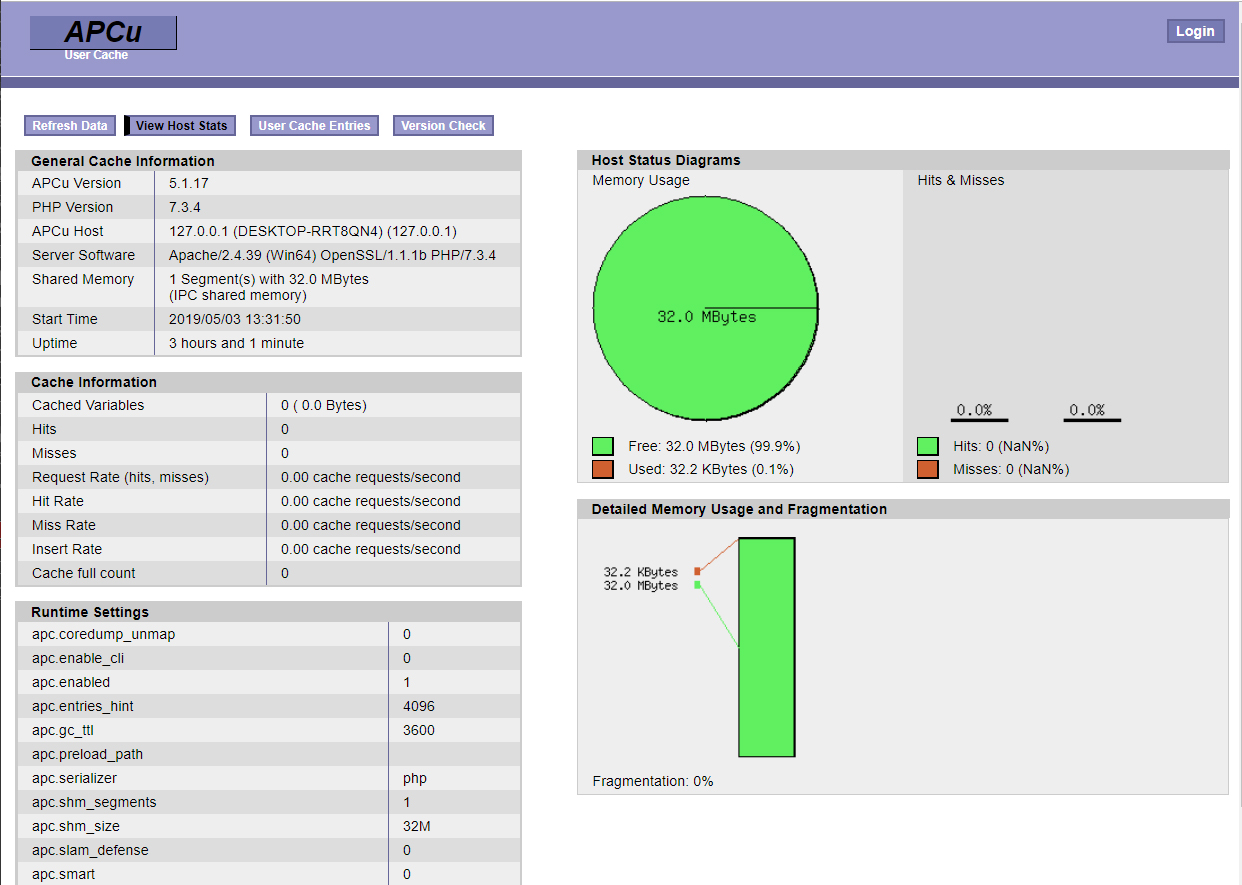 APCu
User Cache
Login
Refresh Data
View Host Stats
User Cache Entries
Version Check
General Cache Information
APCu Version 5.1.17
PHP Version 7.3.4
APCu Host 127.0.0.1 (DESKTOP-RRT8QN4) (127.0.0.1)
Server Software Apache/2.4.39 (Win64) OpenSSL/1.1.1b PHP/7.3.4
Shared Memory 1 Segment(s) with 32.0 MBytes
(IPC shared memory)
Start Time 2019/05/03 13:31:50
Uptime 3 hours and 1 minute
Cache Information
Cached Variables 0 ( 0.0 Bytes)
Hits 0
Misses 0
Request Rate (hits, misses) 0.00 cache requests/second
Hit Rate 0.00 cache requests/second
Miss Rate 0.00 cache requests/second
Insert Rate 0.00 cache requests/second
Cache full count 0
Runtime Settings
apc.coredump_unmap 0
apc.enable_cli 0
apc.enabled 1
apc.entries_hint 4096
apc.gc_ttl 3600
apc.preload_path
apc.serializer php
apc.shm_segments 1
apc.shm_size 32M
apc.slam_defense 0
apc.smart 0
Host Status Diagrams
Memory Usage
Hits & Misses
32.0 MBytes
0.0%
0.0%
Free: 32.0 MBytes (99.9%)
Used: 32.2 KBytes (0.1%)
Hits: 0 (NaN%)
Misses: 0 (NaN%)
Detailed Memory Usage and Fragmentation
32.2 KBytes
32.0 MBytes
Fragmentation: 0%